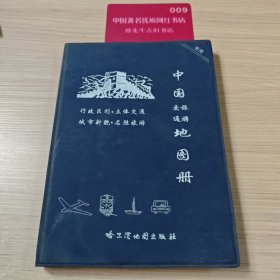 009
中国著名优质网红书店
孙先生古旧书店
中国交通旅游地图册
行政区划·立体交通
城市新貌·名胜旅游
哈尔滨地图出版社